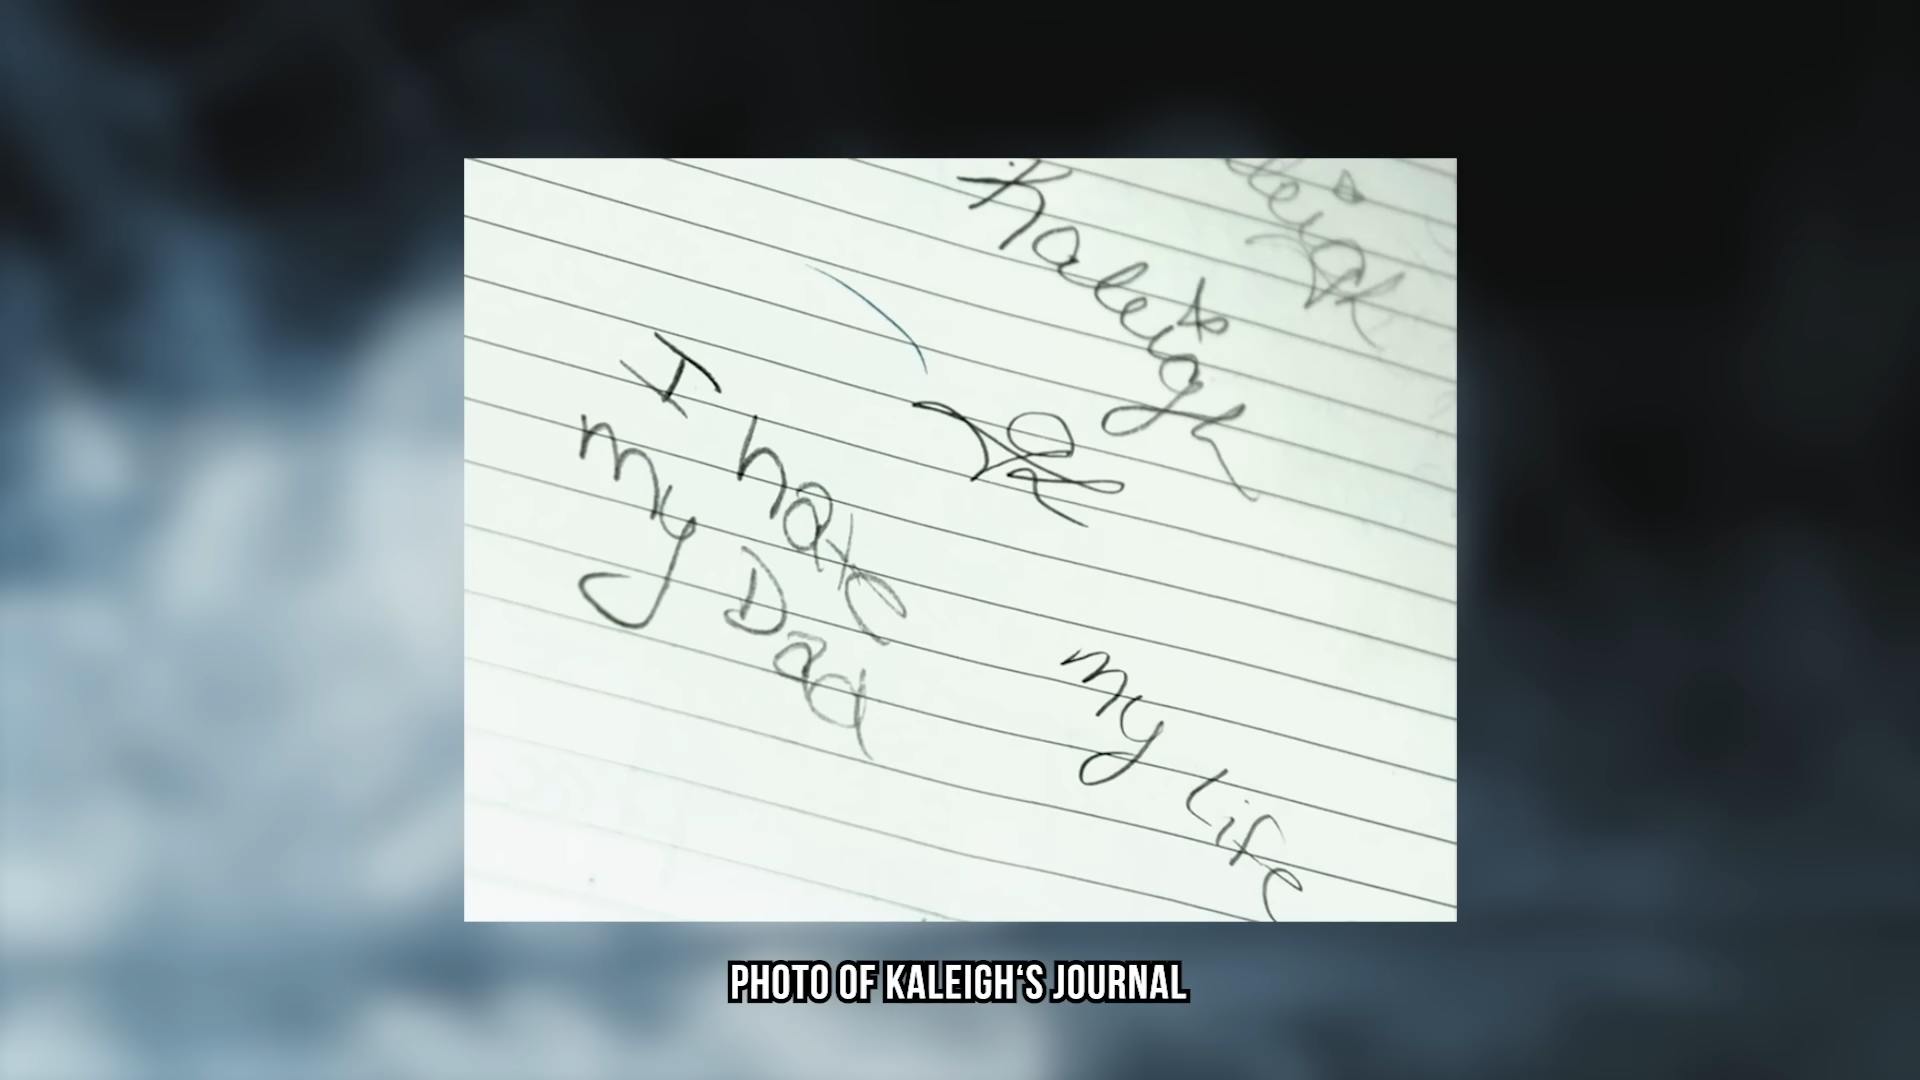 Kaleigh
I hate
my Dad
my life
PHOTO OF KALEIGH‘S JOURNAL